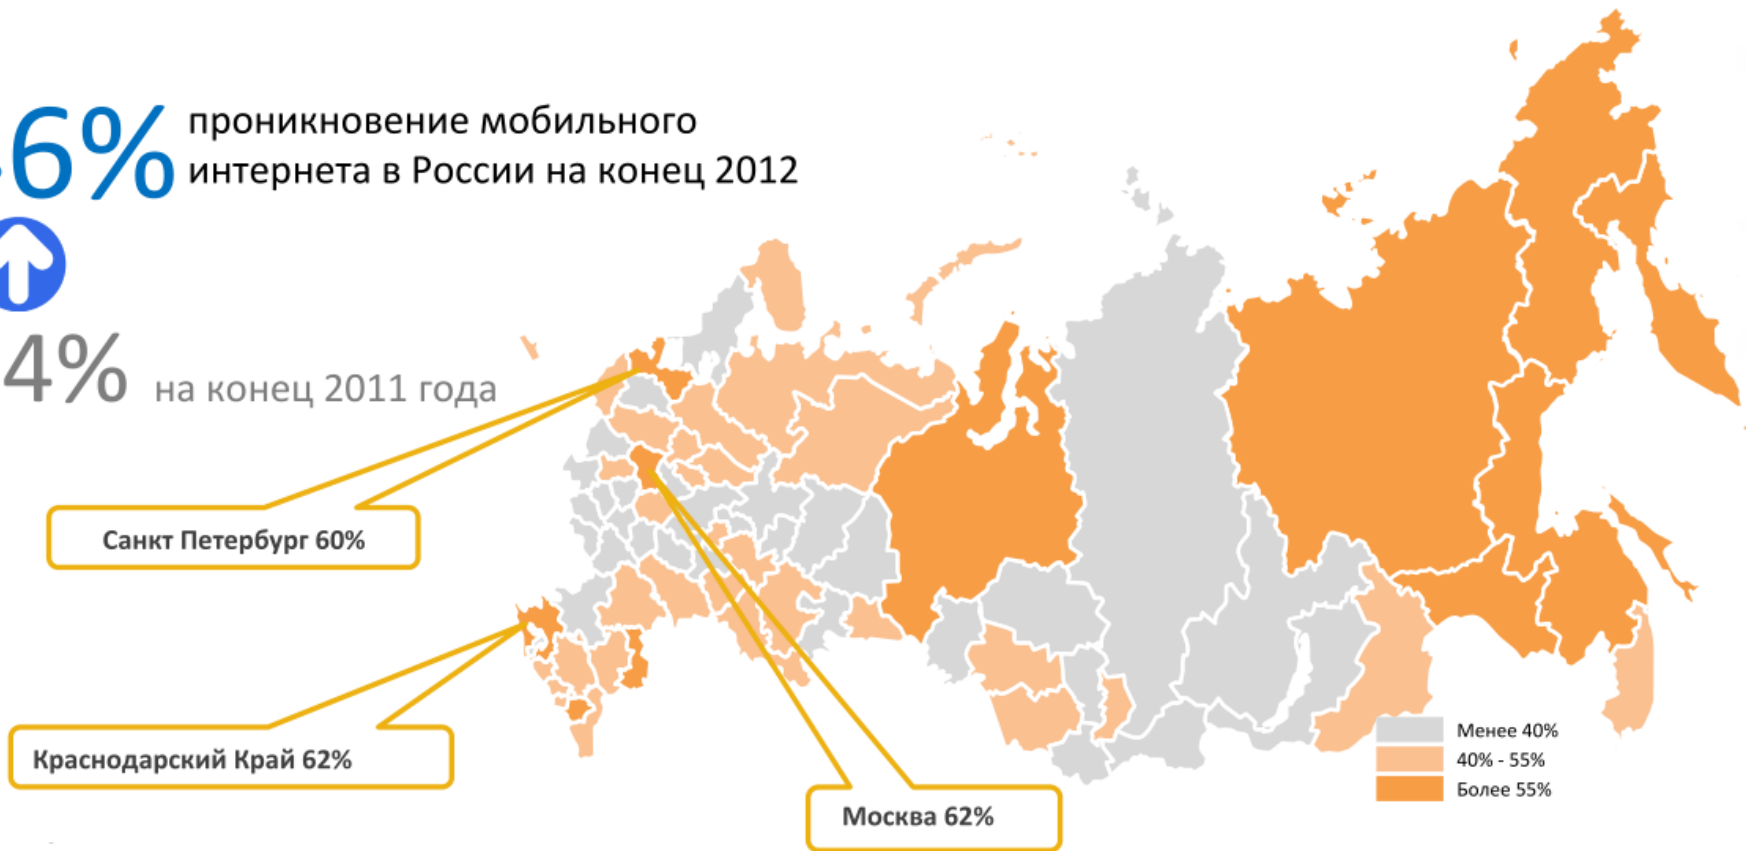 6%
проникновение мобильного
интернета в России на конец 2012
4%
на конец 2011 года
Санкт Петербург 60%
Краснодарский Край 62%
Москва 62%
Менее 40%
40% - 55%
Более 55%